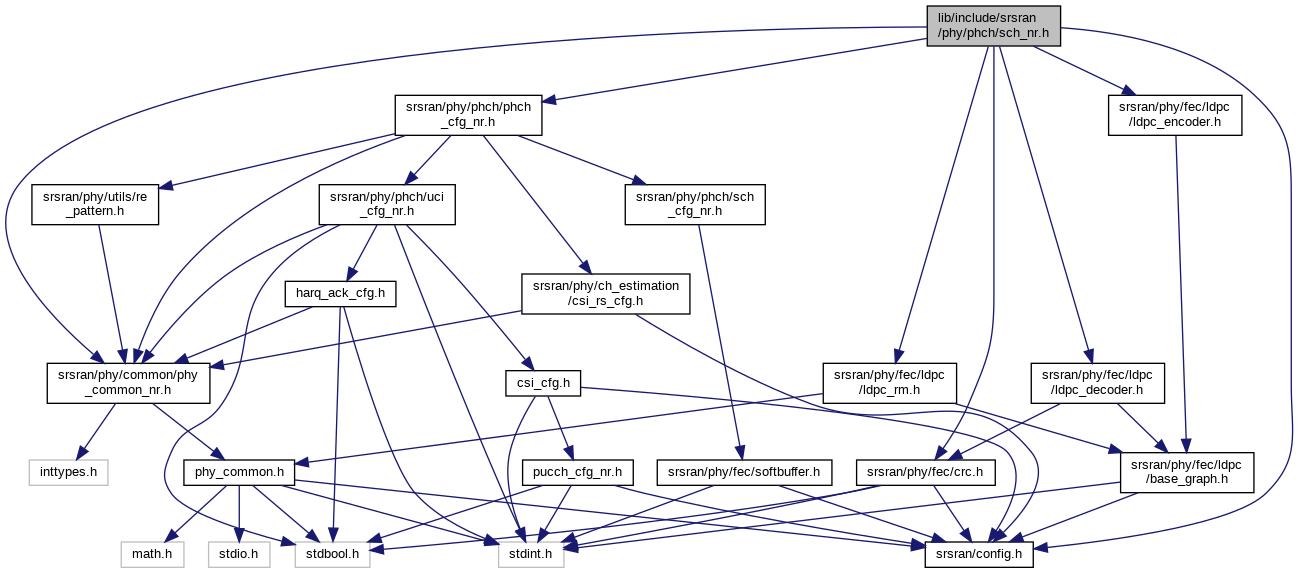 lib/include/srsran
/phy/phch/sch_nr.h
srsran/phy/phch/phch
_cfg_nr.h
srsran/phy/fec/ldpc
/ldpc_encoder.h
srsran/phy/utils/re
_pattern.h
srsran/phy/phch/uci
_cfg_nr.h
srsran/phy/phch/sch
_cfg_nr.h
harq_ack_cfg.h
srsran/phy/ch_estimation
/csi_rs_cfg.h
srsran/phy/common/phy
_common_nr.h
csi_cfg.h
srsran/phy/fec/ldpc
/ldpc_rm.h
srsran/phy/fec/ldpc
/ldpc_decoder.h
inttypes.h
phy_common.h
pucch_cfg_nr.h
srsran/phy/fec/softbuffer.h
srsran/phy/fec/crc.h
srsran/phy/fec/ldpc
/base_graph.h
math.h
stdio.h
stdbool.h
stdint.h
srsran/config.h